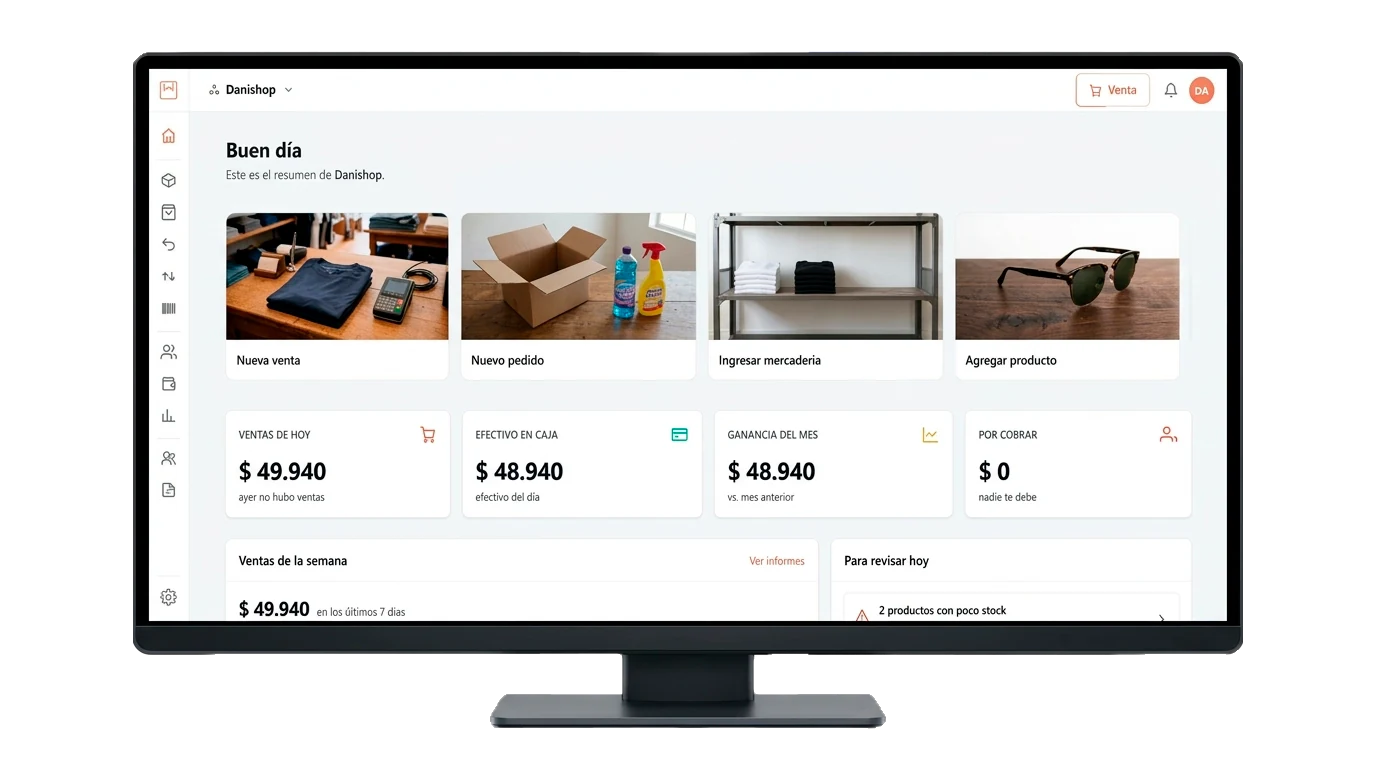 Danishop
Venta
DA
Buen día
Este es el resumen de Danishop.
Nueva venta
Nuevo pedido
Ingresar mercaderia
Agregar producto
VENTAS DE HOY
EFECTIVO EN CAJA
GANANCIA DEL MES
POR COBRAR
$ 49.940
$ 48.940
$ 48.940
$ 0
ayer no hubo ventas
efectivo del día
vs. mes anterior
nadie te debe
Ventas de la semana
Ver informes
Para revisar hoy
$ 49.940 en los últimos 7 dias
2 productos con poco stock